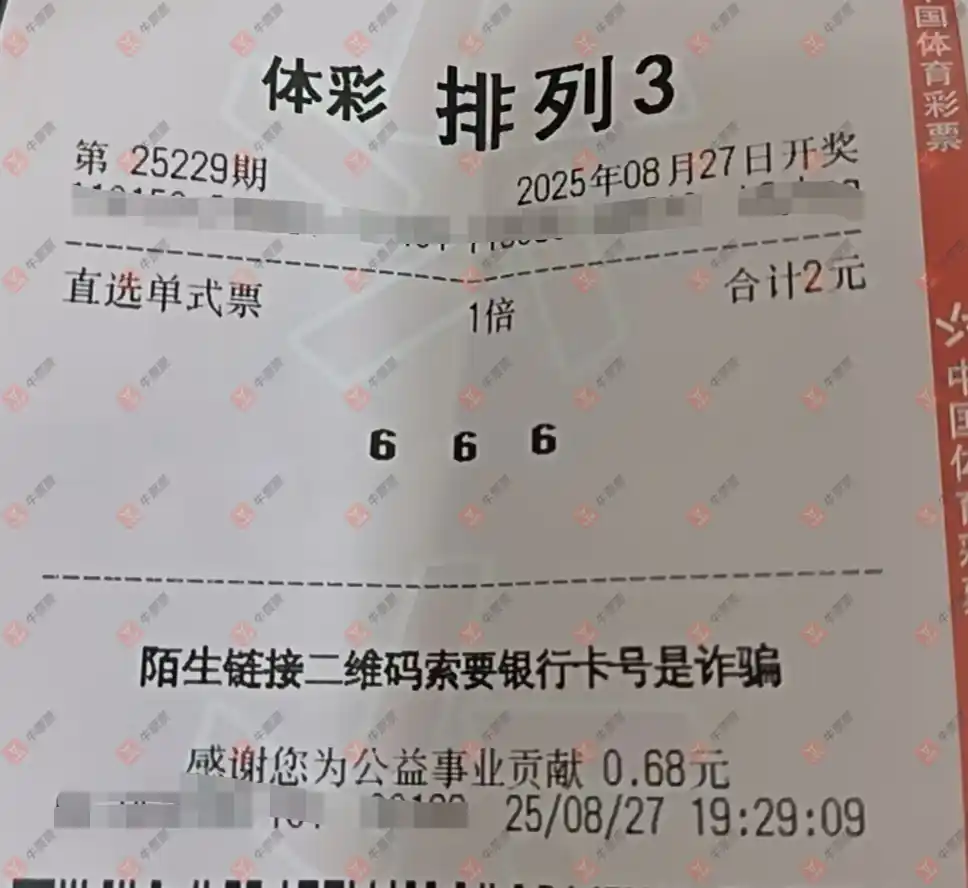 体彩 排列3
第 25229期 2025年08月27日开奖
直选单式票 1倍 合计2元
6 6 6
陌生链接二维码索要银行卡号是诈骗
感谢您为公益事业贡献 0.68元
25/08/27 19:29:09
国体育彩票
中国体育彩